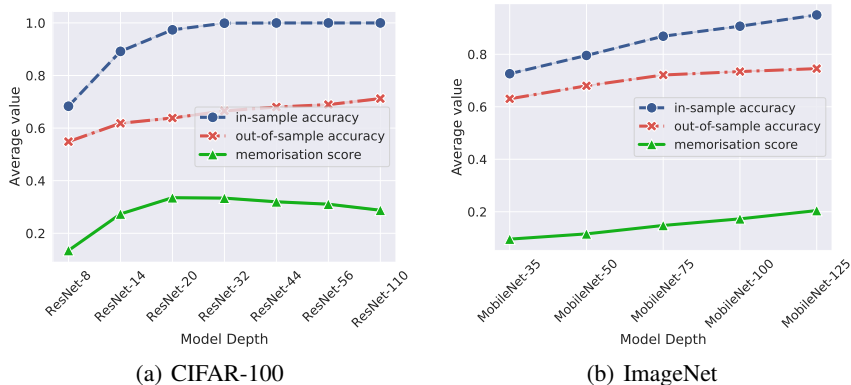 1.0
0.8
0.6
0.4
0.2
Average value
in-sample accuracy
out-of-sample accuracy
memorisation score
ResNet-8
ResNet-14
ResNet-20
ResNet-32
ResNet-44
ResNet-56
ResNet-110
Model Depth
(a) CIFAR-100
0.8
0.6
0.4
0.2
Average value
in-sample accuracy
out-of-sample accuracy
memorisation score
MobileNet-35
MobileNet-50
MobileNet-75
MobileNet-100
MobileNet-125
Model Depth
(b) ImageNet